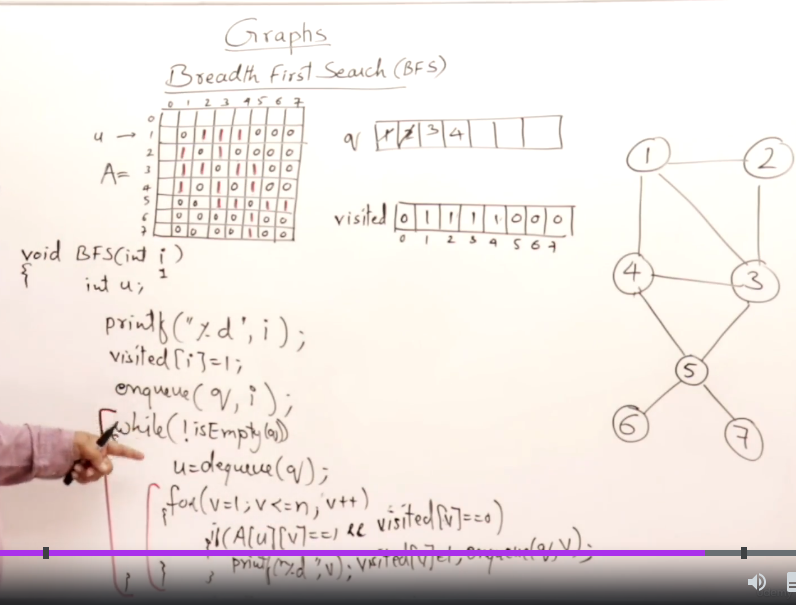 Graphs
Breadth First Search (BFS)
0 1 2 3 4 5 6 7
0
u → 1 0 1 1 1 0 0 0
2 1 0 1 0 0 0 0
A= 3 1 1 0 1 1 0 0
4 1 0 1 0 1 0 0
5 0 0 1 1 0 1 1
6 0 0 0 0 1 0 0
7 0 0 0 0 1 0 0
q 1 2 3 4
visited 0 1 1 1 1 0 0 0
0 1 2 3 4 5 6 7
1 2
4 3
5
6 7
void BFS(int i)
1
{ int u;
printf("%d", i);
visited[i]=1;
enqueue(q, i);
while(!isEmpty(q))
u=dequeue(q);
for(v=1; v<=n; v++)
{
if(A[u][v]==1 && visited[v]==0)
printf("%d", v); visited[v]=1; enqueue(q, v);
} } }